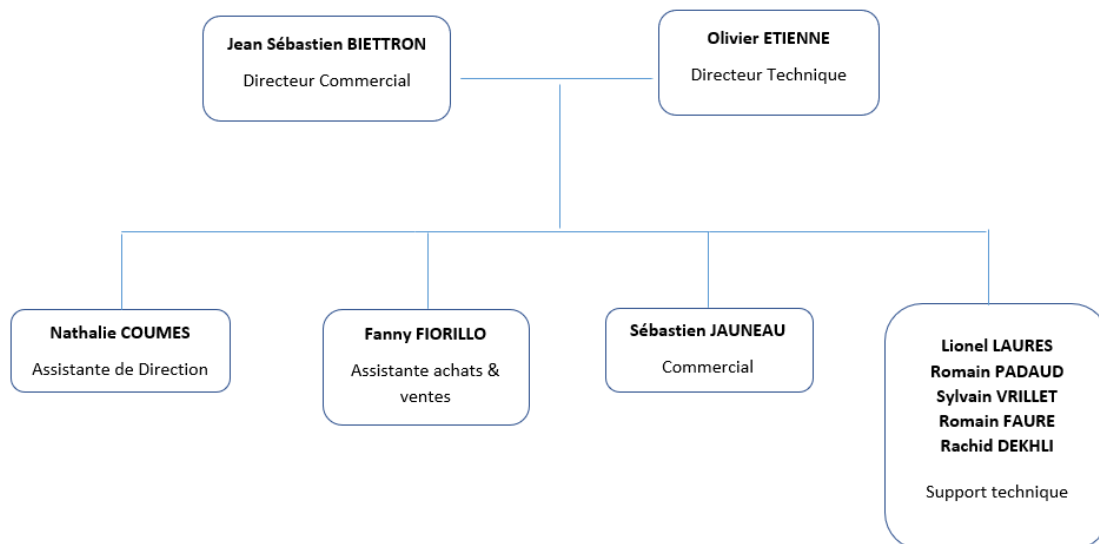 Jean Sébastien BIETTRON
Directeur Commercial
Olivier ETIENNE
Directeur Technique
Nathalie COUMES
Assistante de Direction
Fanny FIORILLO
Assistante achats &
ventes
Sébastien JAUNEAU
Commercial
Lionel LAURES
Romain PADAUD
Sylvain VRILLET
Romain FAURE
Rachid DEKHLI
Support technique